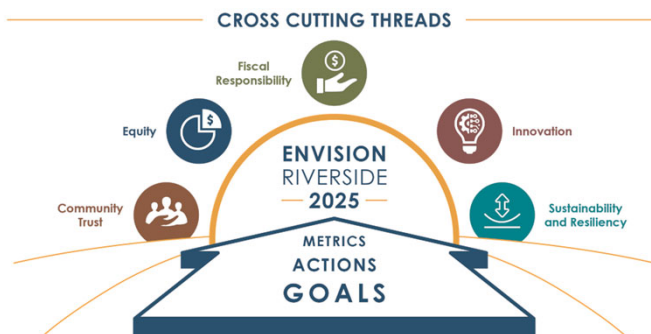 CROSS CUTTING THREADS
Fiscal
Responsibility
$
$
Equity
Innovation
ENVISION
RIVERSIDE
2025
Community
Trust
Sustainability
and Resiliency
METRICS
ACTIONS
GOALS